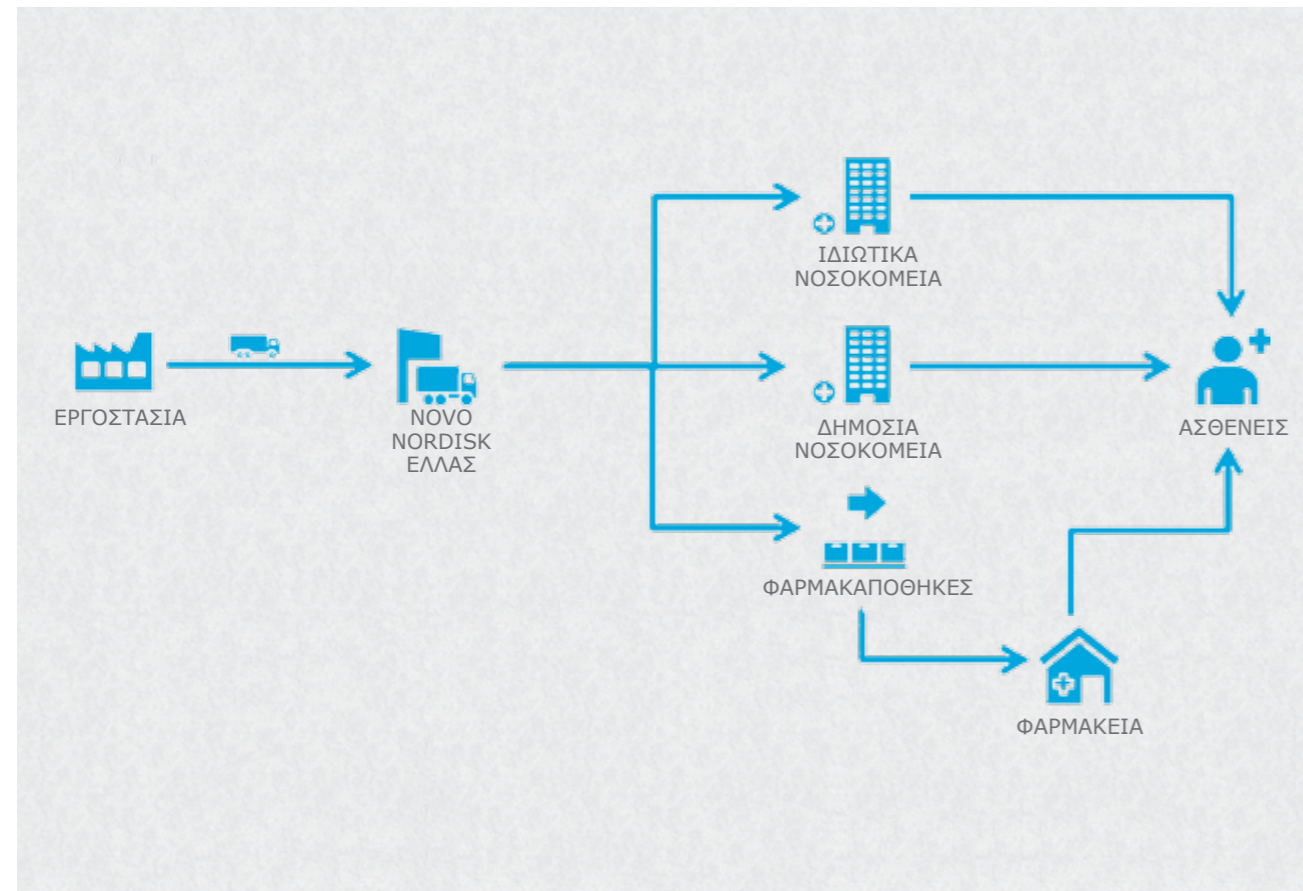 ΙΔΙΩΤΙΚΑ
ΝΟΣΟΚΟΜΕΙΑ
ΕΡΓΟΣΤΑΣΙΑ
NOVO
NORDISK
ΕΛΛΑΣ
ΔΗΜΟΣΙΑ
ΝΟΣΟΚΟΜΕΙΑ
ΑΣΘΕΝΕΙΣ
ΦΑΡΜΑΚΑΠΟΘΗΚΕΣ
ΦΑΡΜΑΚΕΙΑ